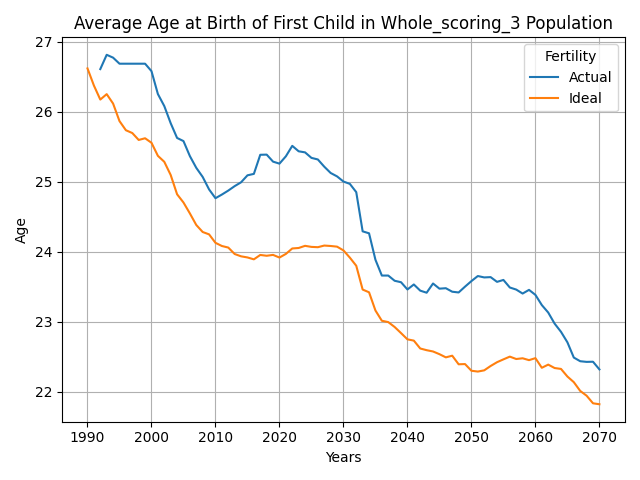 Average Age at Birth of First Child in Whole_scoring_3 Population
27
26
25
24
23
22
Age
Fertility
Actual
Ideal
1990 2000 2010 2020 2030 2040 2050 2060 2070
Years